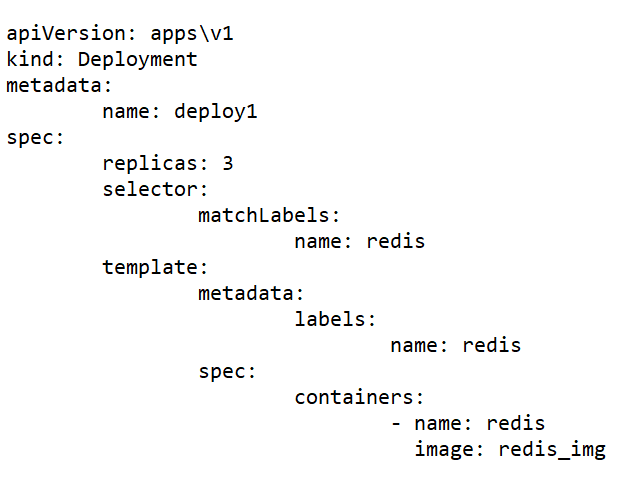 apiVersion: apps\v1
kind: Deployment
metadata:
        name: deploy1
spec:
        replicas: 3
        selector:
                matchLabels:
                        name: redis
        template:
                metadata:
                        labels:
                                name: redis
                spec:
                        containers:
                                - name: redis
                                  image: redis_img